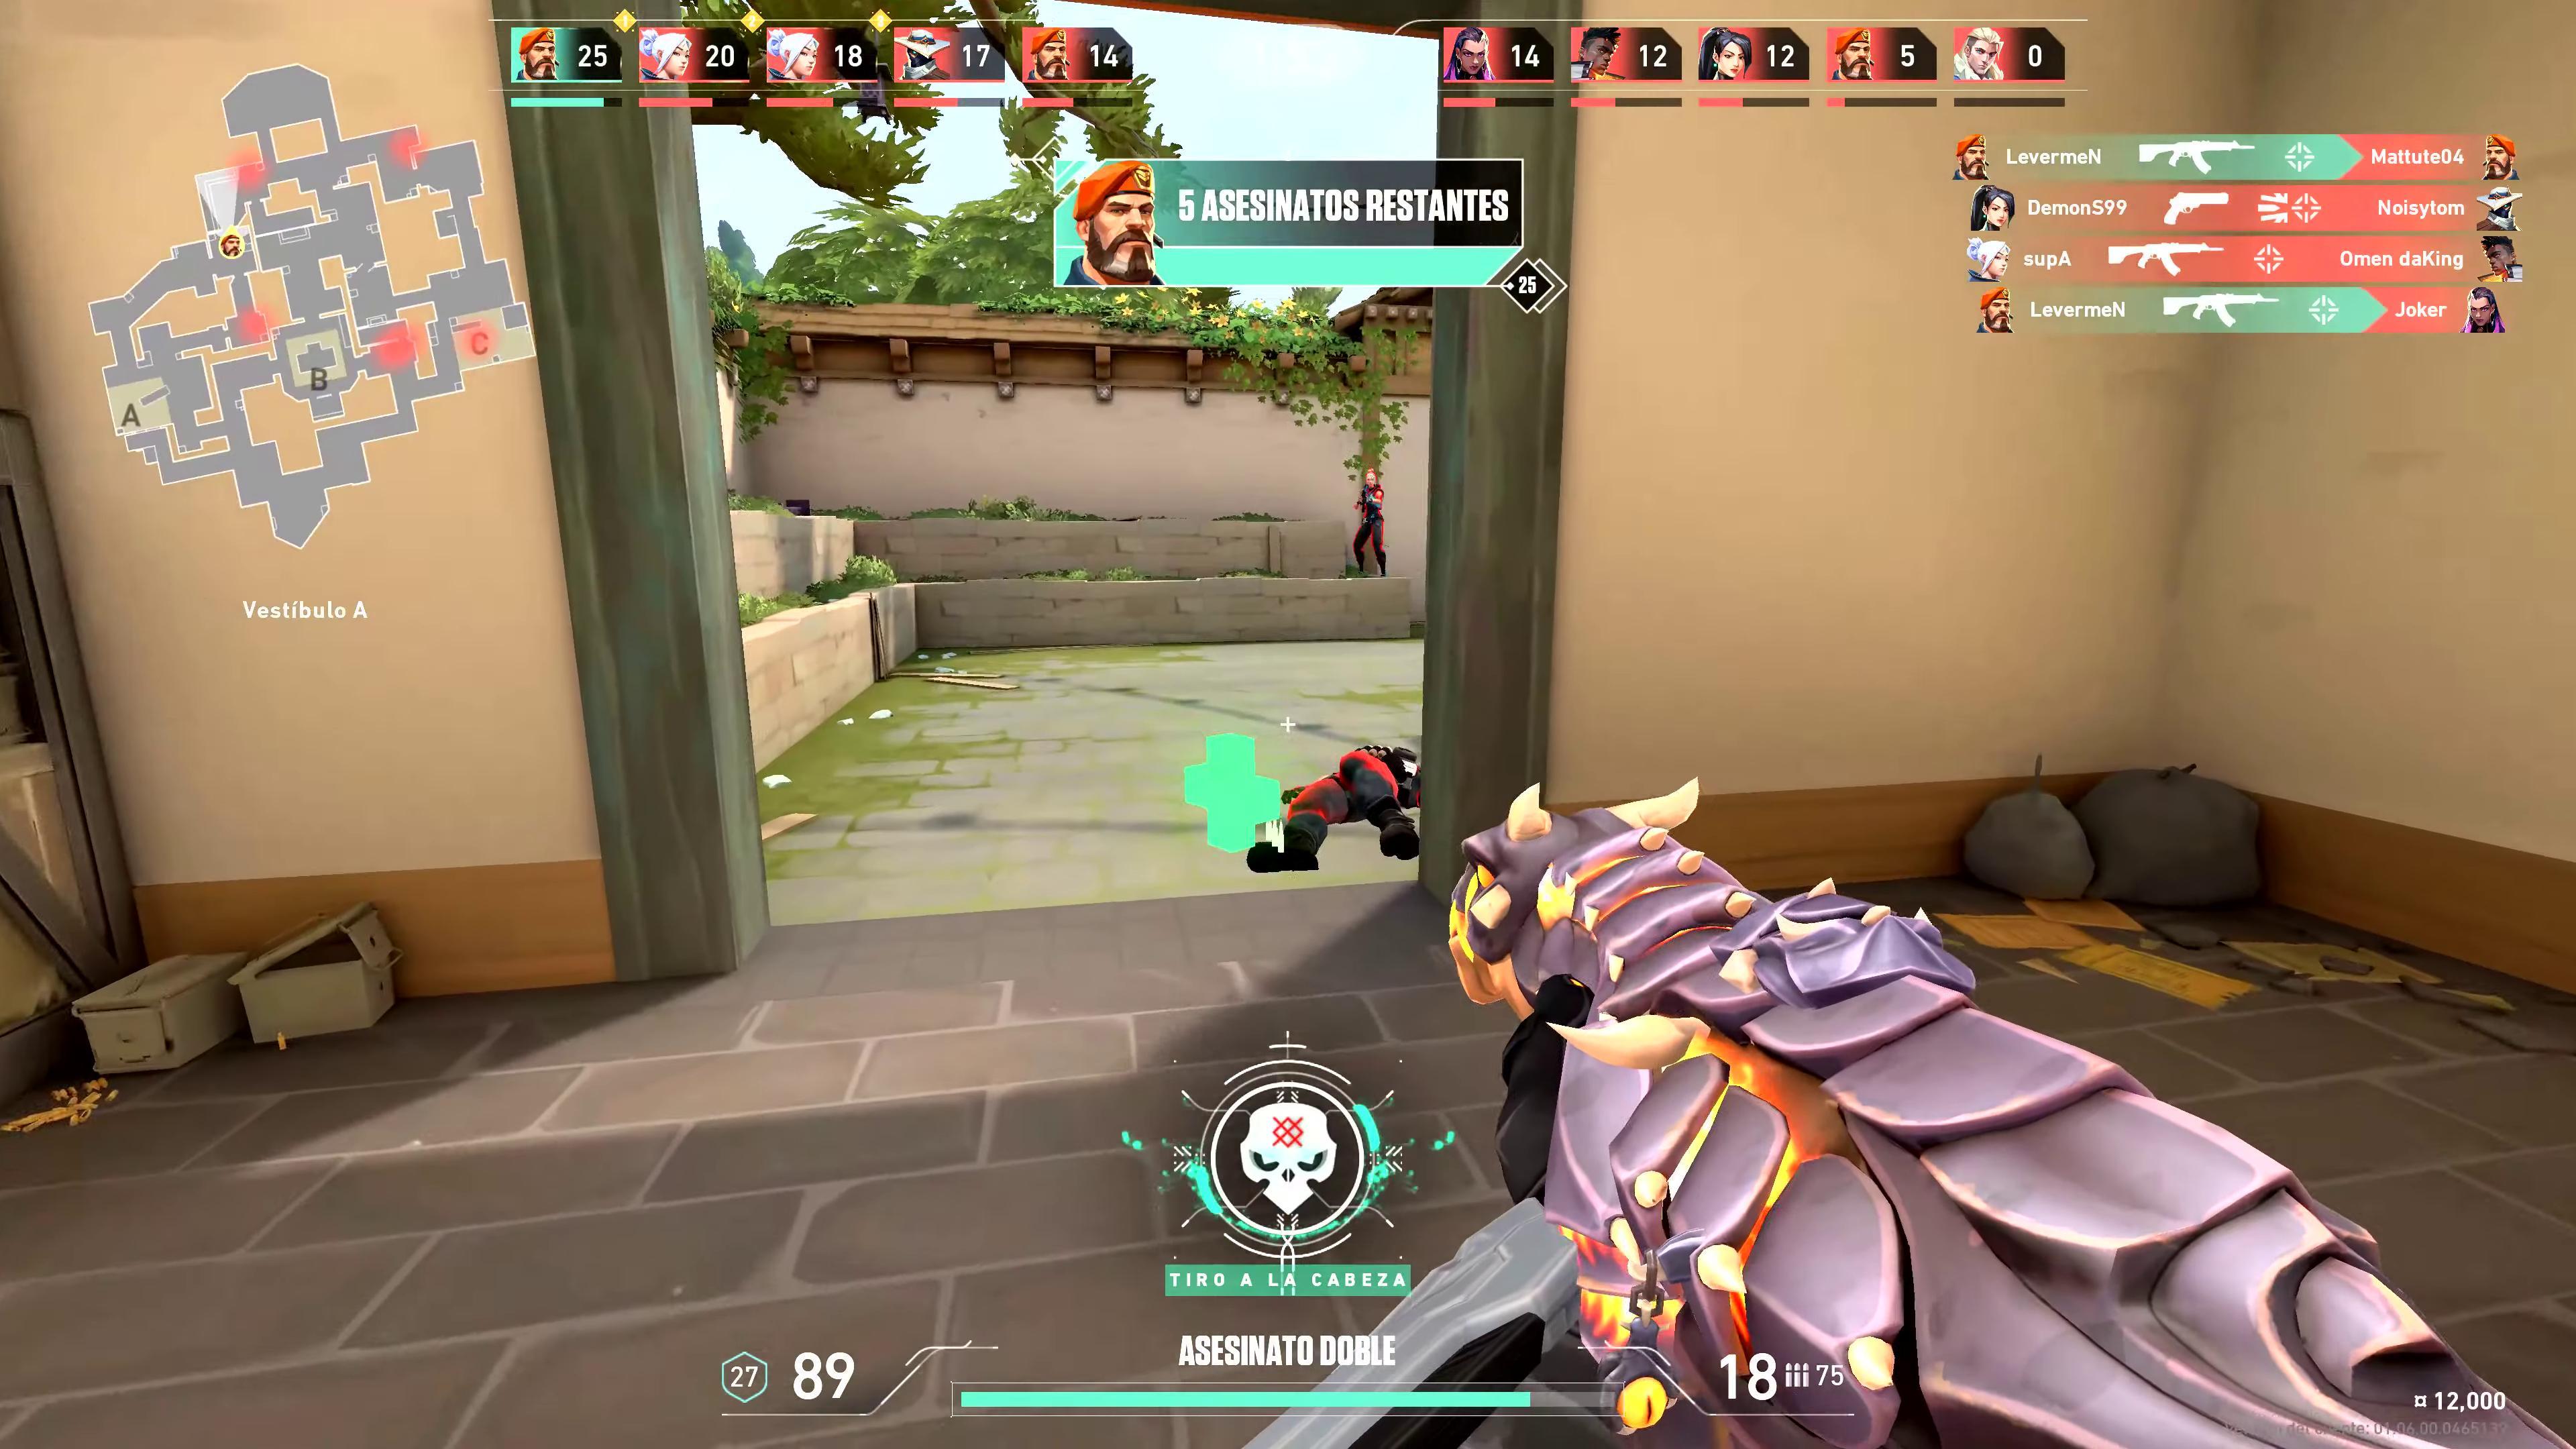 25 20 18 17 14 14 12 12 5 0
LevermeN Mattute04
DemonS99 Noisytom
supA Omen daKing
LevermeN Joker
5 ASESINATOS RESTANTES
25
A
B
C
Vestíbulo A
TIRO A LA CABEZA
ASESINATO DOBLE
27 89
18 75
¤ 12,000